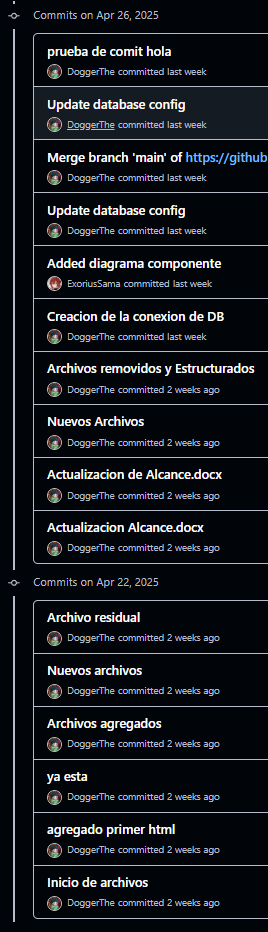 Commits on Apr 26, 2025
prueba de comit hola
DoggerThe committed last week
Update database config
DoggerThe committed last week
Merge branch 'main' of https://github
DoggerThe committed last week
Update database config
DoggerThe committed last week
Added diagrama componente
ExoriusSama committed last week
Creacion de la conexion de DB
DoggerThe committed last week
Archivos removidos y Estructurados
DoggerThe committed 2 weeks ago
Nuevos Archivos
DoggerThe committed 2 weeks ago
Actualizacion de Alcance.docx
DoggerThe committed 2 weeks ago
Actualizacion Alcance.docx
DoggerThe committed 2 weeks ago
Commits on Apr 22, 2025
Archivo residual
DoggerThe committed 2 weeks ago
Nuevos archivos
DoggerThe committed 2 weeks ago
Archivos agregados
DoggerThe committed 2 weeks ago
ya esta
DoggerThe committed 2 weeks ago
agregado primer html
DoggerThe committed 2 weeks ago
Inicio de archivos
DoggerThe committed 2 weeks ago